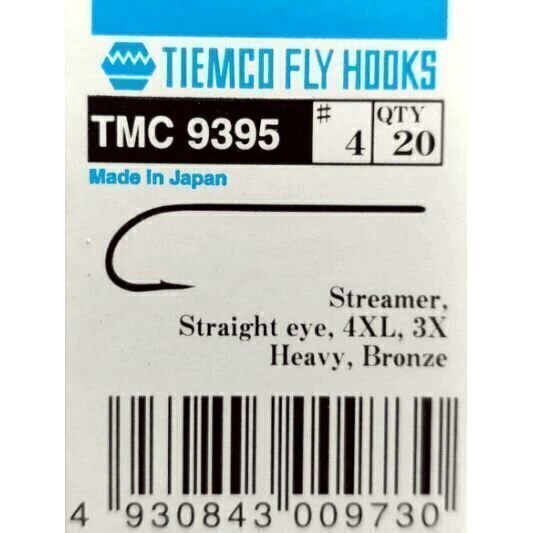 TIEMCO FLY HOOKS
TMC 9395 # 4 QTY 20
Made in Japan
Streamer,
Straight eye, 4XL, 3X
Heavy, Bronze
4 930843 009730